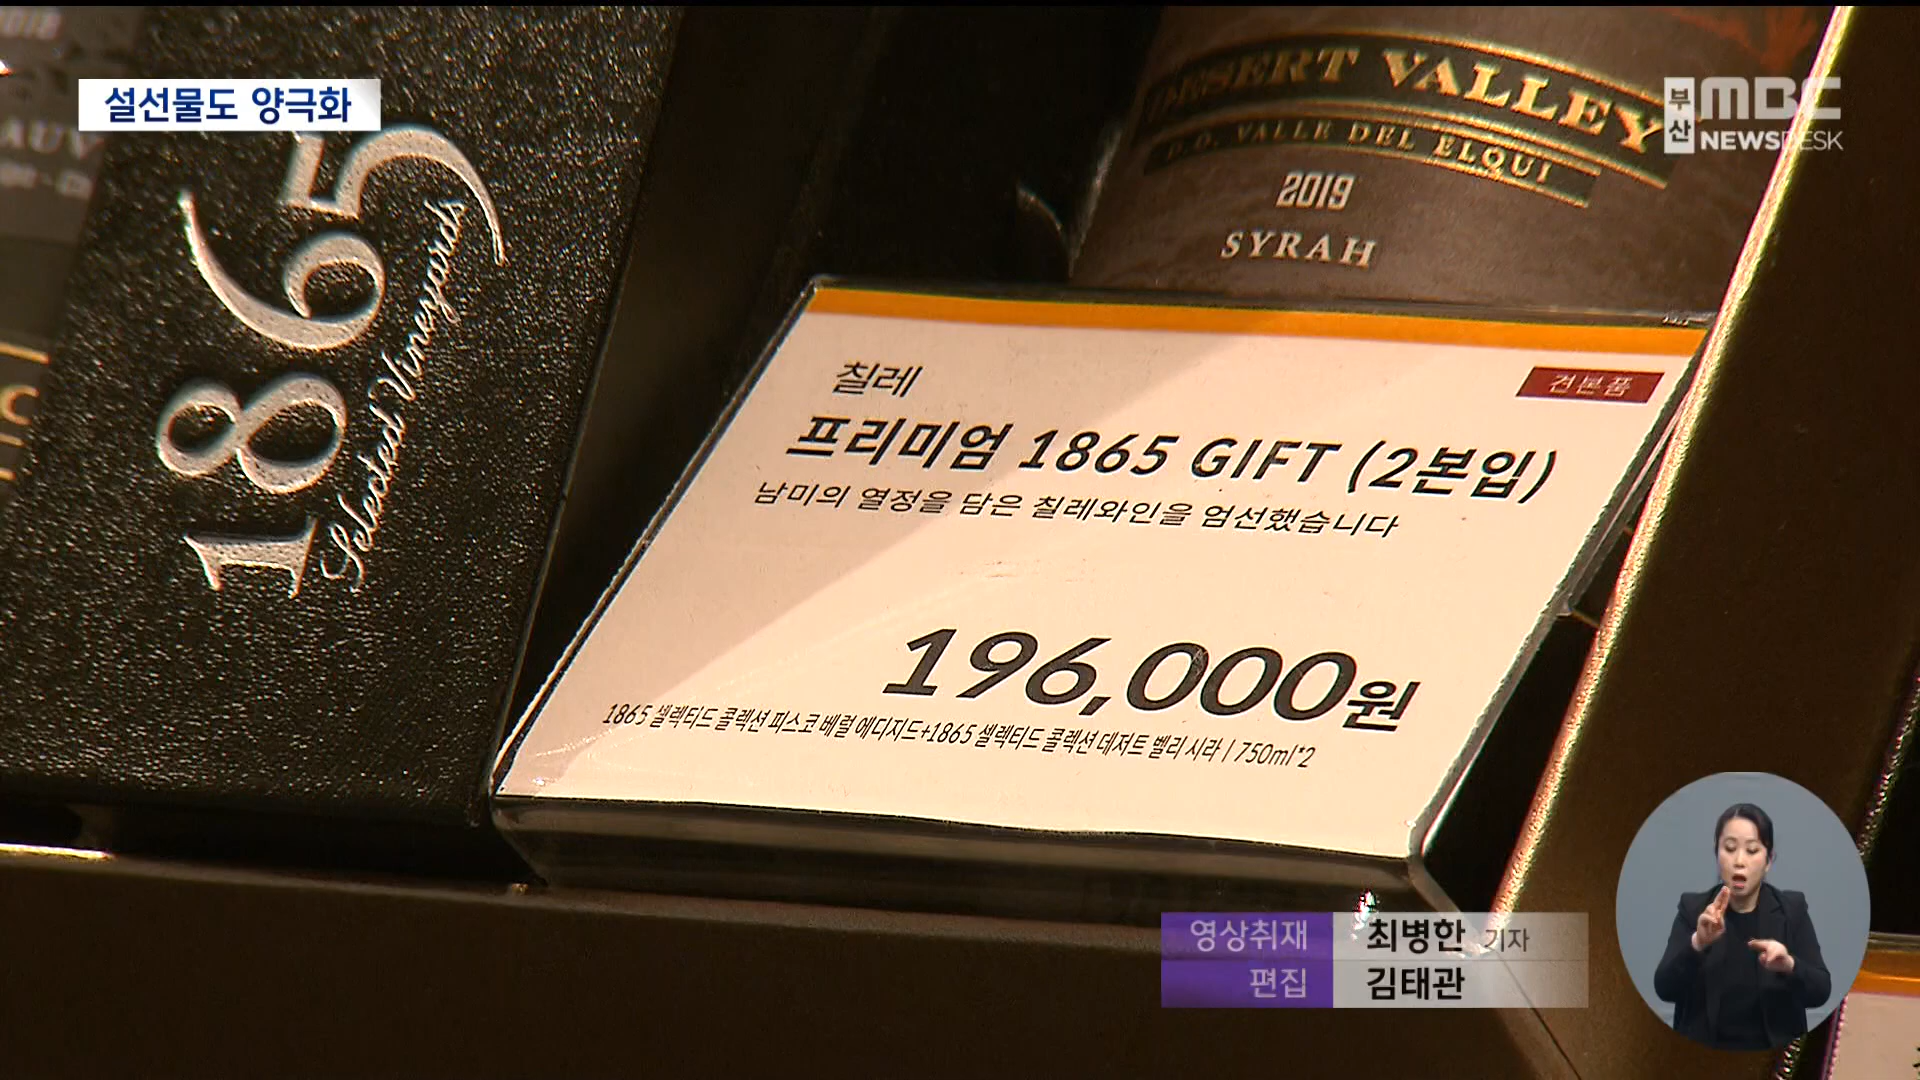 설선물도 양극화
부산 MBC
NEWSDESK
1865
Selected Vineyards
DESERT VALLEY
D.O. VALLE DEL ELQUI
2019
SYRAH
칠레
견본품
프리미엄 1865 GIFT (2본입)
남미의 열정을 담은 칠레와인을 엄선했습니다
196,000원
1865 셀렉티드 콜렉션 피스코 배럴 에디지드+1865 셀렉티드 콜렉션 데저트 벨리 시라 | 750ml*2
영상취재 최병한 기자
편집 김태관